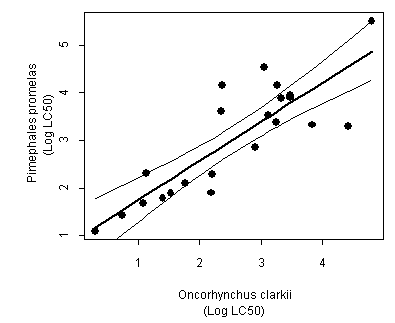 Pimephales promelas
(Log LC50)
5
4
3
2
1
1 2 3 4
Oncorhynchus clarkii
(Log LC50)